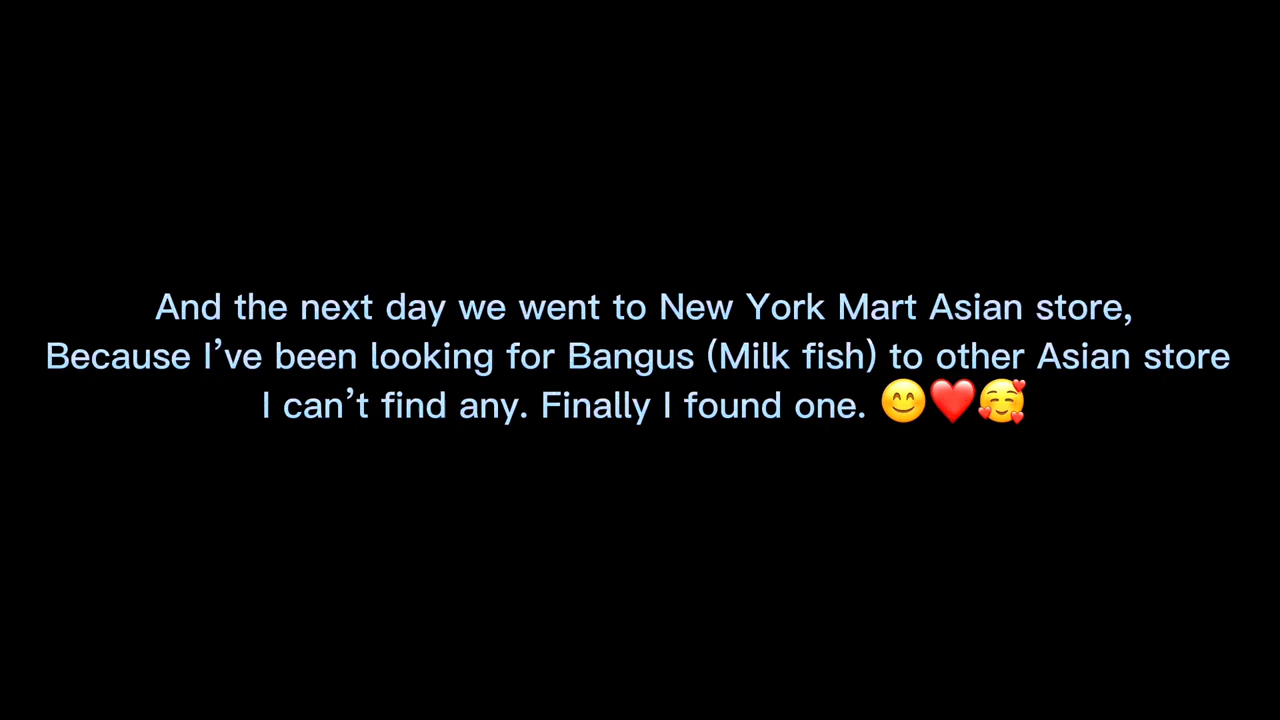 And the next day we went to New York Mart Asian store,
Because I’ve been looking for Bangus (Milk fish) to other Asian store
I can’t find any. Finally I found one. 😊❤️🥰